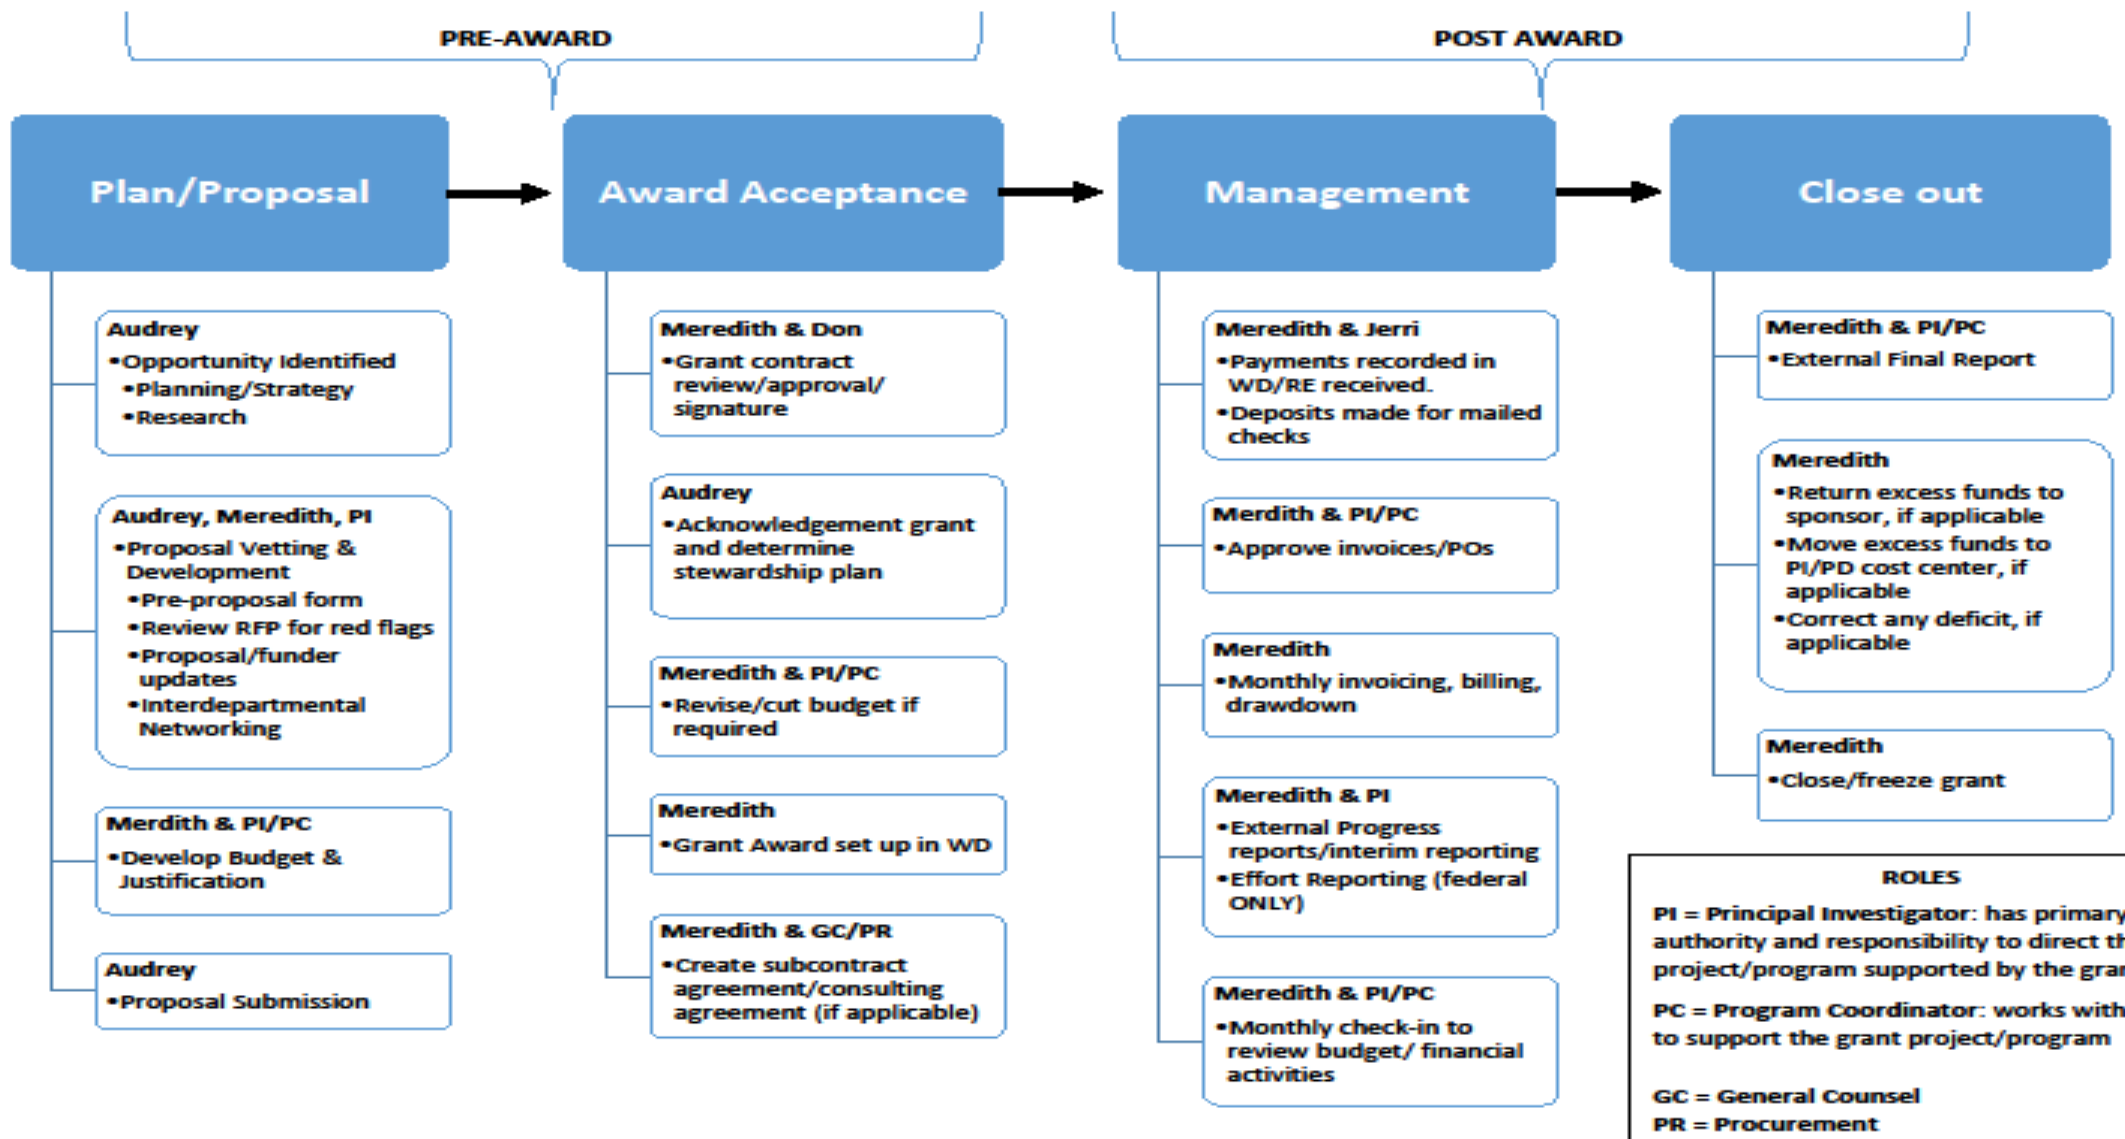 PRE-AWARD
POST AWARD
Plan/Proposal
Award Acceptance
Management
Close out
Audrey
•Opportunity Identified
•Planning/Strategy
•Research
Audrey, Meredith, PI
•Proposal Vetting &
Development
•Pre-proposal form
•Review RFP for red flags
•Proposal/funder
updates
•Interdepartmental
Networking
Merdith & PI/PC
•Develop Budget &
Justification
Audrey
•Proposal Submission
Meredith & Don
•Grant contract
review/approval/
signature
Audrey
•Acknowledgement grant
and determine
stewardship plan
Meredith & PI/PC
•Revise/cut budget if
required
Meredith
•Grant Award set up in WD
Meredith & GC/PR
•Create subcontract
agreement/consulting
agreement (if applicable)
Meredith & Jerri
•Payments recorded in
WD/RE received.
•Deposits made for mailed
checks
Merdith & PI/PC
•Approve invoices/POs
Meredith
•Monthly invoicing, billing,
drawdown
Meredith & PI
•External Progress
reports/interim reporting
•Effort Reporting (federal
ONLY)
Meredith & PI/PC
•Monthly check-in to
review budget/ financial
activities
Meredith & PI/PC
•External Final Report
Meredith
•Return excess funds to
sponsor, if applicable
•Move excess funds to
PI/PD cost center, if
applicable
•Correct any deficit, if
applicable
Meredith
•Close/freeze grant
ROLES
PI = Principal Investigator: has primary
authority and responsibility to direct th
project/program supported by the gran
PC = Program Coordinator: works with
to support the grant project/program
GC = General Counsel
PR = Procurement